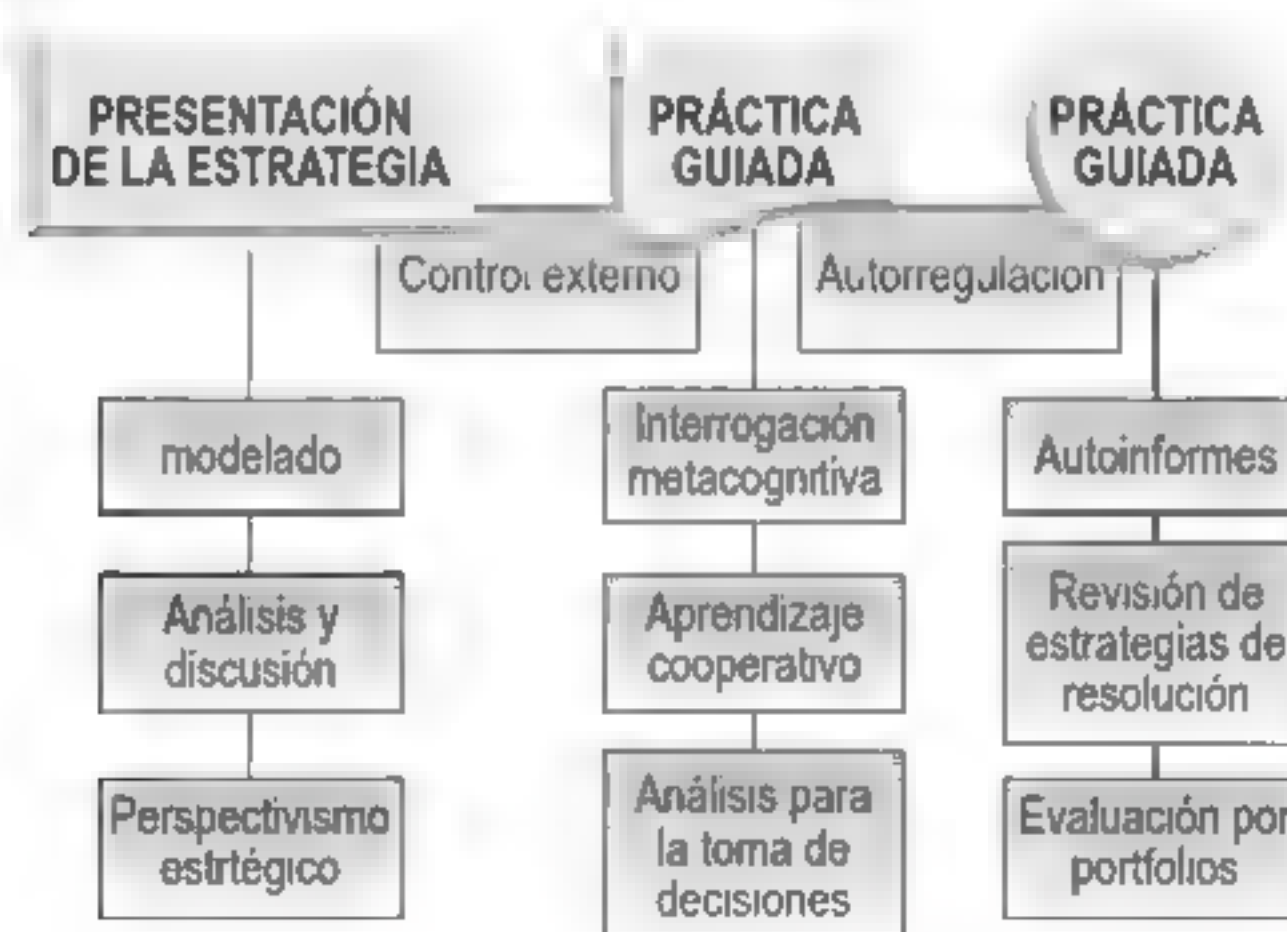 PRESENTACIÓN
DE LA ESTRATEGIA
PRÁCTICA
GUIADA
PRÁCTICA
GUIADA
Control externo
Autorregulacion
modelado
Análisis y
discusión
Perspectivismo
estrtégico
Interrogación
metacognitiva
Aprendizaje
cooperativo
Análisis para
la toma de
decisiones
Autoinformes
Revisión de
estrategias de
resolución
Evaluación por
portfolios